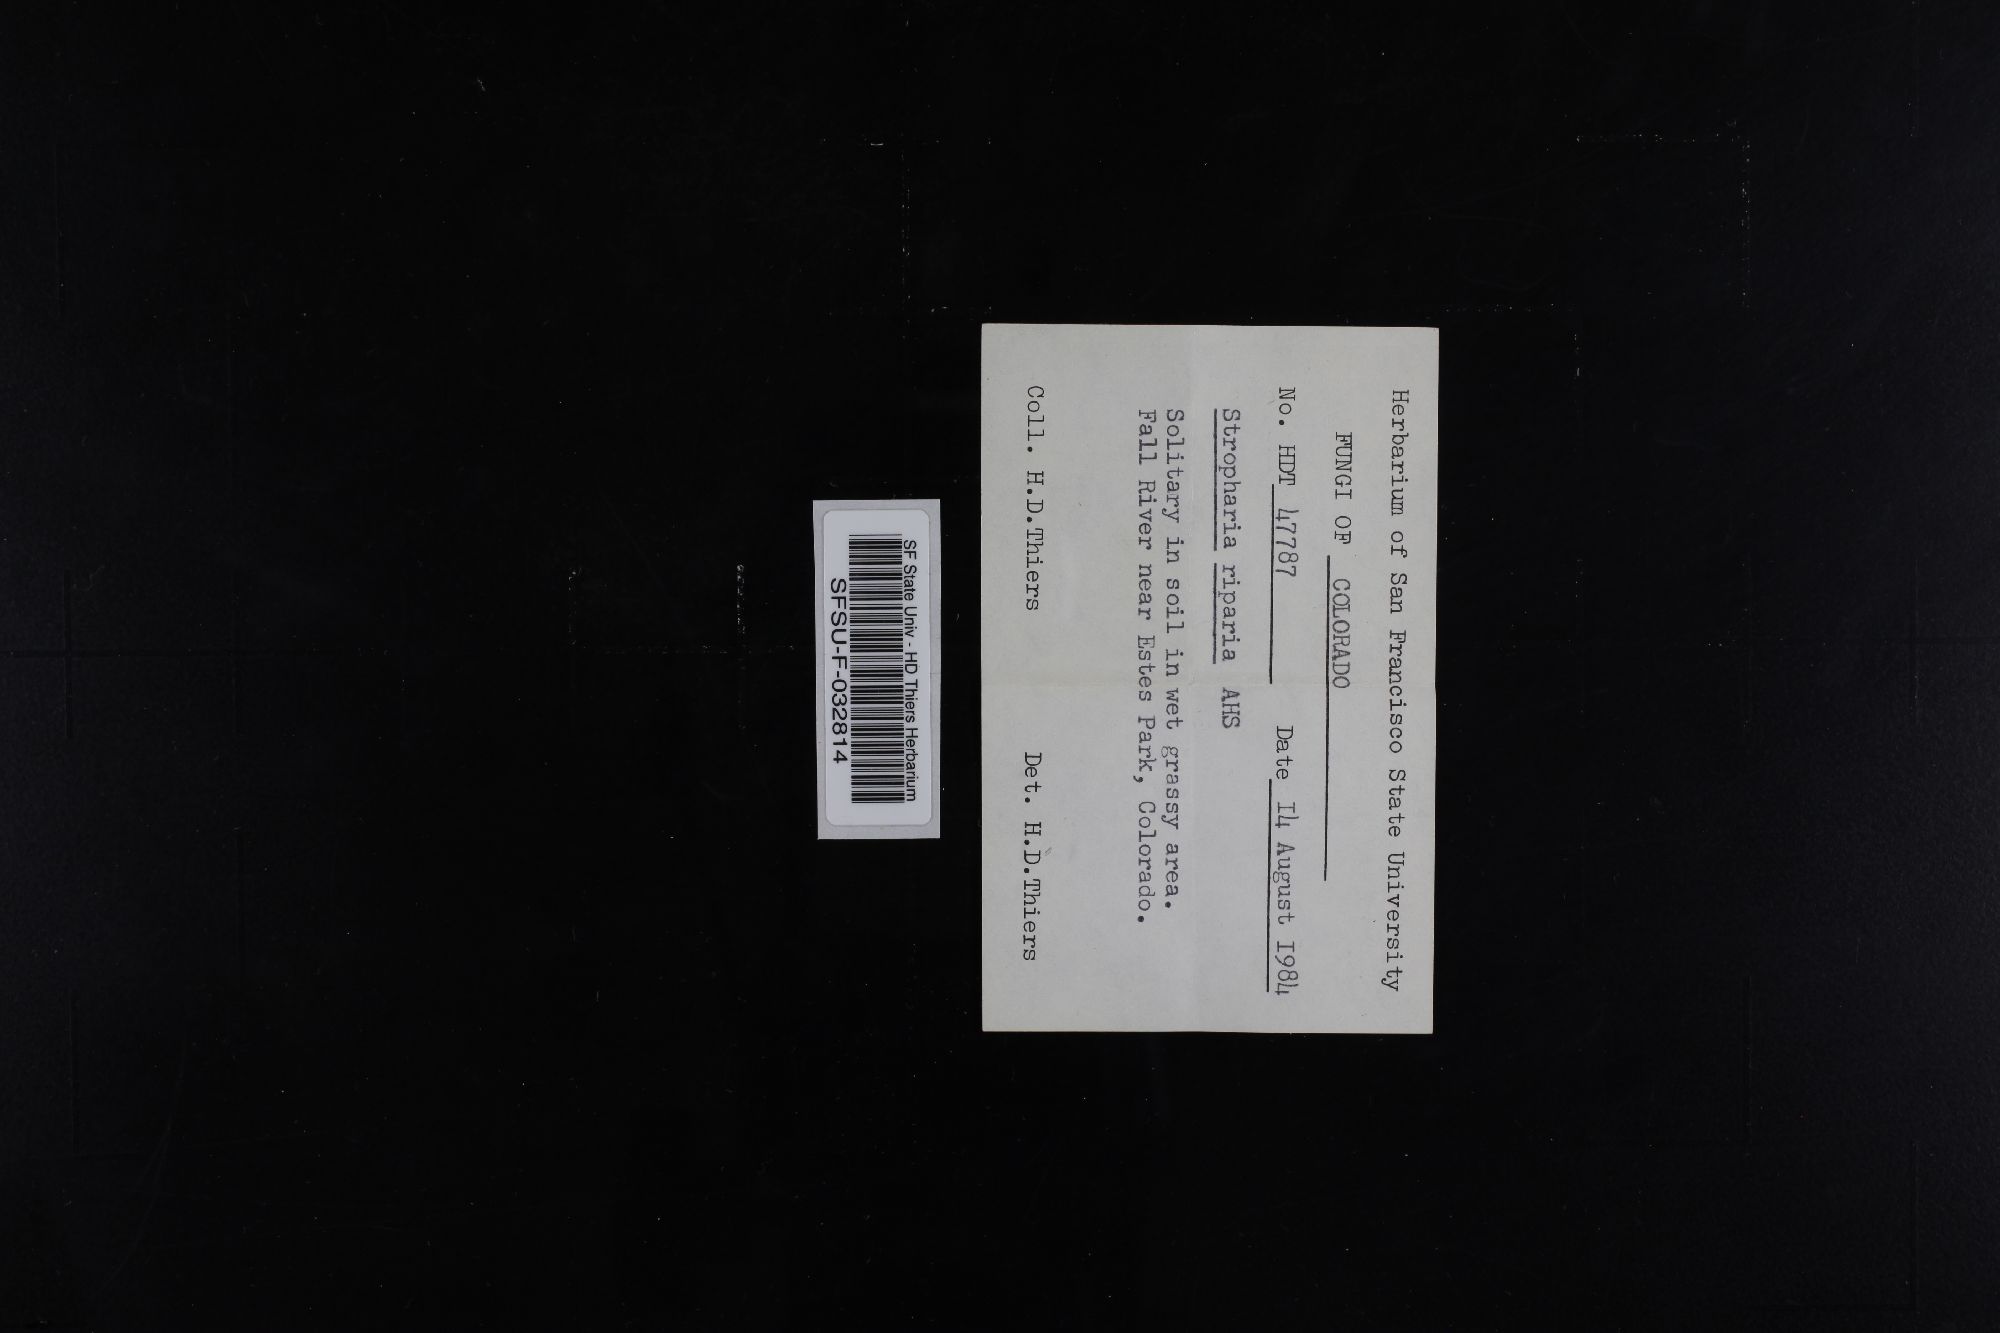 Herbarium of San Francisco State University
FUNGI OF COLORADO
No. HDT 47787 Date I4 August I984
Stropharia riparia AHS
Solitary in soil in wet grassy area.
Fall River near Estes Park, Colorado.
Coll. H.D.Thiers Det. H.D.Thiers
SF State Univ - HD Thiers Herbarium
SFSU-F-032814